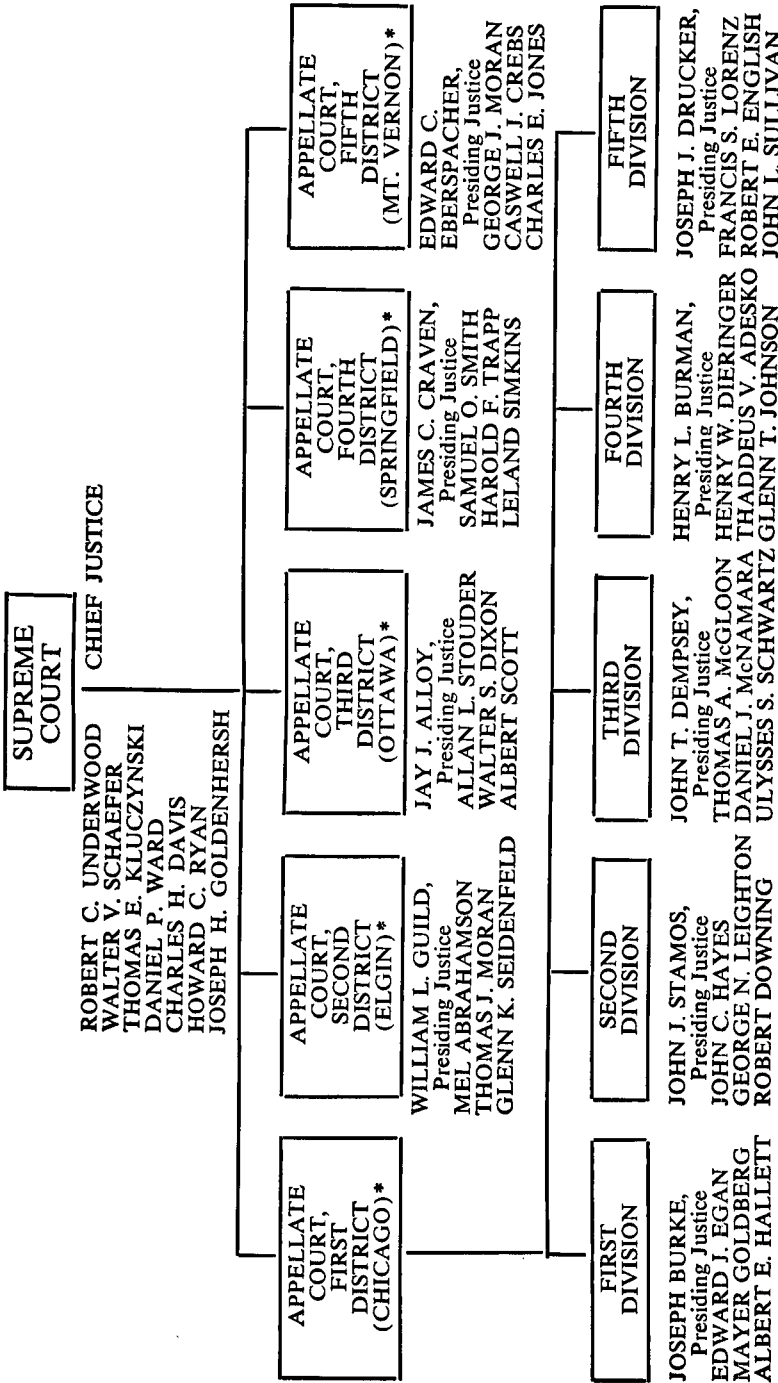 SUPREME
COURT
ROBERT C. UNDERWOOD CHIEF JUSTICE
WALTER V. SCHAEFER
THOMAS E. KLUCZYNSKI
DANIEL P. WARD
CHARLES H. DAVIS
HOWARD C. RYAN
JOSEPH H. GOLDENHERSH
APPELLATE
COURT,
FIRST
DISTRICT
(CHICAGO)*
APPELLATE
COURT,
SECOND
DISTRICT
(ELGIN)*
WILLIAM L. GUILD,
Presiding Justice
MEL ABRAHAMSON
THOMAS J. MORAN
GLENN K. SEIDENFELD
APPELLATE
COURT,
THIRD
DISTRICT
(OTTAWA)*
JAY J. ALLOY,
Presiding Justice
ALLAN L. STOUDER
WALTER S. DIXON
ALBERT SCOTT
APPELLATE
COURT,
FOURTH
DISTRICT
(SPRINGFIELD)*
JAMES C. CRAVEN,
Presiding Justice
SAMUEL O. SMITH
HAROLD F. TRAPP
LELAND SIMKINS
APPELLATE
COURT,
FIFTH
DISTRICT
(MT. VERNON)*
EDWARD C.
EBERSPACHER,
Presiding Justice
GEORGE J. MORAN
CASWELL J. CREBS
CHARLES E. JONES
FIRST
DIVISION
JOSEPH BURKE,
Presiding Justice
EDWARD J. EGAN
MAYER GOLDBERG
ALBERT E. HALLETT
SECOND
DIVISION
JOHN J. STAMOS,
Presiding Justice
JOHN C. HAYES
GEORGE N. LEIGHTON
ROBERT DOWNING
THIRD
DIVISION
JOHN T. DEMPSEY,
Presiding Justice
THOMAS A. McGLOON
DANIEL J. McNAMARA
ULYSSES S. SCHWARTZ
FOURTH
DIVISION
HENRY L. BURMAN,
Presiding Justice
HENRY W. DIERINGER
THADDEUS V. ADESKO
GLENN T. JOHNSON
FIFTH
DIVISION
JOSEPH J. DRUCKER,
Presiding Justice
FRANCIS S. LORENZ
ROBERT E. ENGLISH
JOHN L. SULLIVAN